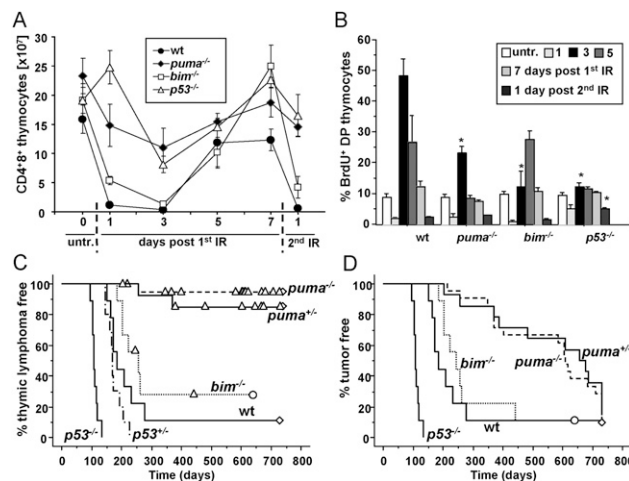 A
CD4+8+ thymocytes [x10⁷]
30
25
20
15
10
5
0
wt
puma-/-
bim-/-
p53-/-
0 1 3 5 7 1
untr. days post 1st IR 2nd IR
B
% BrdU+ DP thymocytes
60
50
40
30
20
10
0
untr. 1 3 5
7 days post 1st IR
1 day post 2nd IR
* * * *
wt puma-/- bim-/- p53-/-
C
% thymic lymphoma free
100
80
60
40
20
0
puma-/-
puma+/-
bim-/-
wt
p53-/-
p53+/-
0 100 200 300 400 500 600 700 800
Time (days)
D
% tumor free
100
80
60
40
20
0
bim-/-
puma-/-
puma+/-
wt
p53-/-
0 100 200 300 400 500 600 700 800
Time (days)